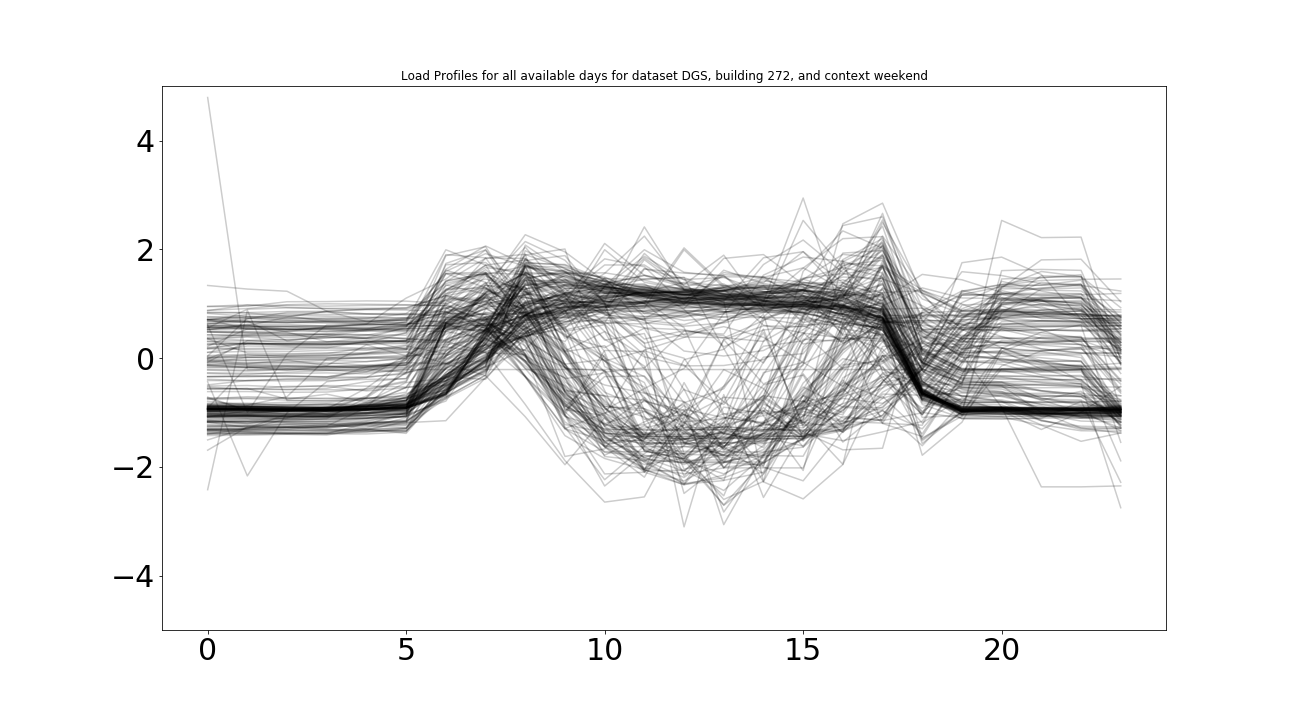 Load Profiles for all available days for dataset DGS, building 272, and context weekend
4
2
0
−2
−4
0 5 10 15 20